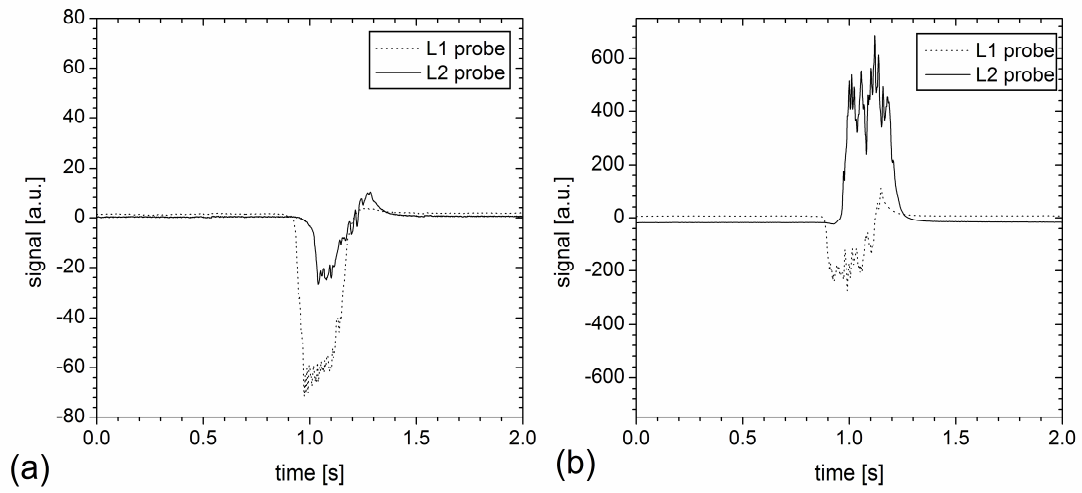 80
60
40
20
0
-20
-40
-60
-80
signal [a.u.]
0.0 0.5 1.0 1.5 2.0
time [s]
L1 probe
L2 probe
(a)
600
400
200
0
-200
-400
-600
signal [a.u.]
0.0 0.5 1.0 1.5 2.0
time [s]
L1 probe
L2 probe
(b)